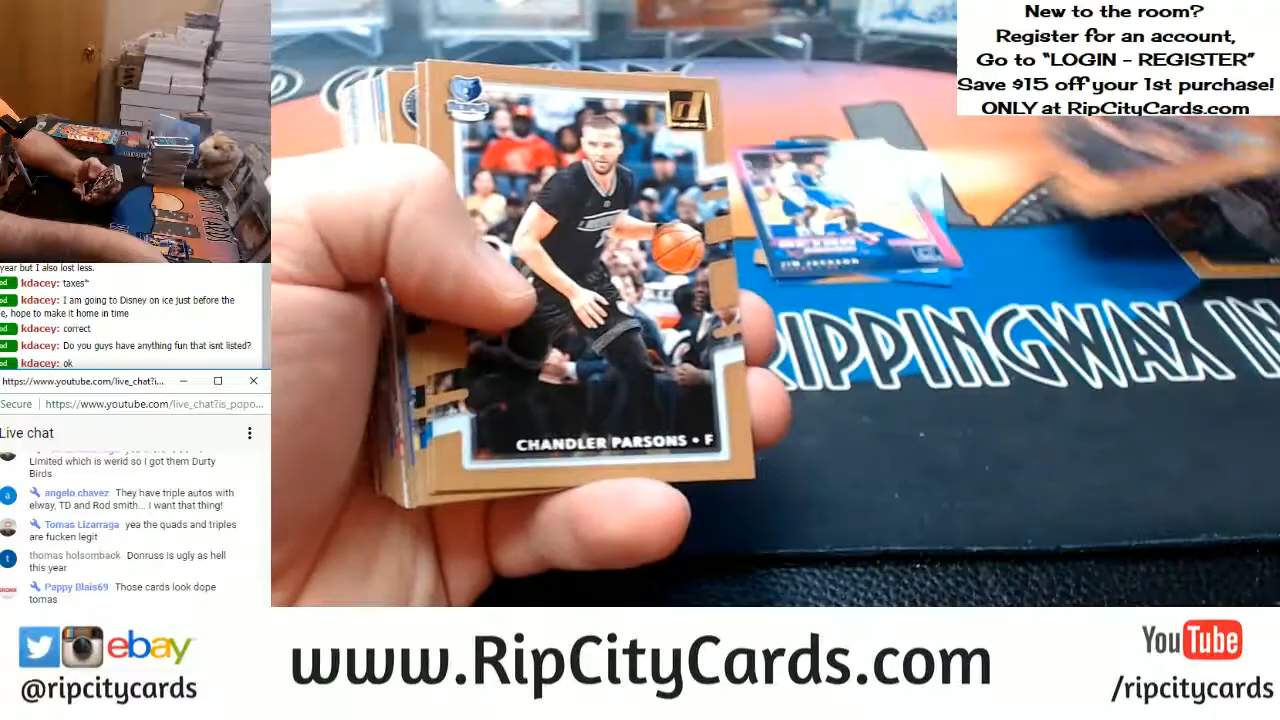 New to the room?
Register for an account,
Go to “LOGIN - REGISTER”
Save $15 off your 1st purchase!
ONLY at RipCityCards.com
CHANDLER PARSONS • F
JIM JACKSON
RIPPINGWAX IN
year but I also lost less.
kdacey: taxes*
kdacey: I am going to Disney on ice just before the
e, hope to make it home in time
kdacey: correct
kdacey: Do you guys have anything fun that isnt listed?
kdacey: ok
https://www.youtube.com/live_chat?i...
Secure https://www.youtube.com/live_chat?is_popo...
Live chat
Limited which is werid so I got them Durty
Birds
angelo chavez They have triple autos with
elway, TD and Rod smith... I want that thing!
Tomas Lizarraga yea the quads and triples
are fucken legit
thomas holsomback Donruss is ugly as hell
this year
Pappy Blais69 Those cards look dope
tomas
ebay
@ripcitycards
www.RipCityCards.com
YouTube
/ripcitycards